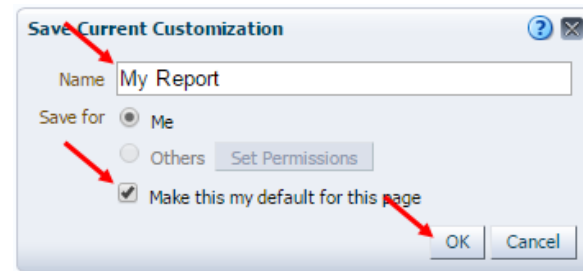 Save Current Customization
Name My Report
Save for Me
Others Set Permissions
Make this my default for this page
OK Cancel